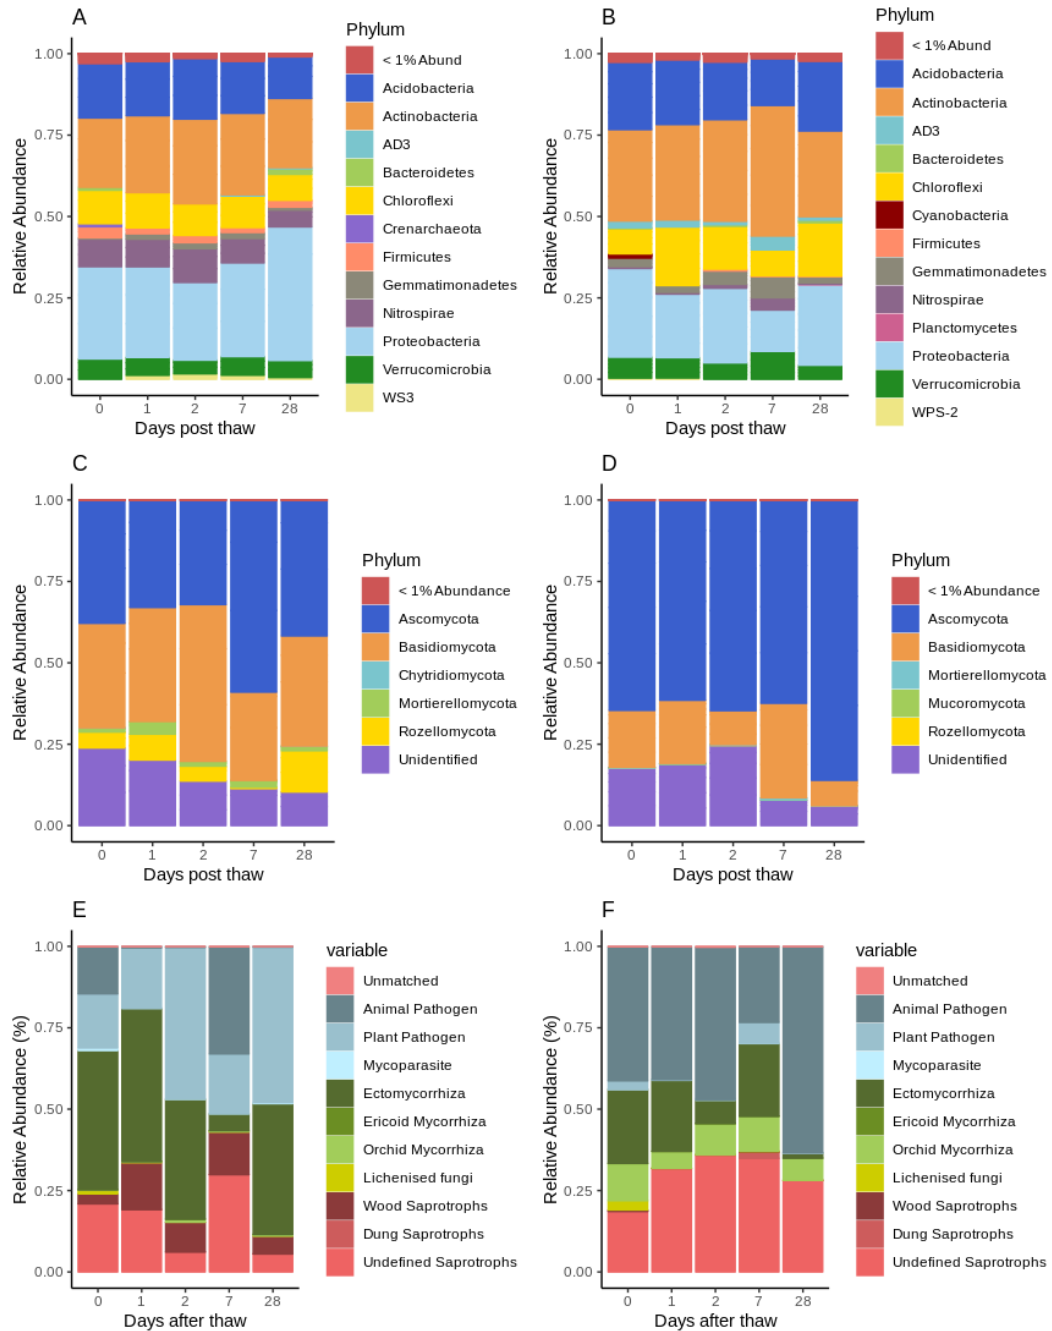 A
Phylum
< 1% Abund
Acidobacteria
Actinobacteria
AD3
Bacteroidetes
Chloroflexi
Crenarchaeota
Firmicutes
Gemmatimonadetes
Nitrospirae
Proteobacteria
Verrucomicrobia
WS3
Relative Abundance
1.00
0.75
0.50
0.25
0.00
0 1 2 7 28
Days post thaw
B
Phylum
< 1% Abund
Acidobacteria
Actinobacteria
AD3
Bacteroidetes
Chloroflexi
Cyanobacteria
Firmicutes
Gemmatimonadetes
Nitrospirae
Planctomycetes
Proteobacteria
Verrucomicrobia
WPS-2
Relative Abundance
1.00
0.75
0.50
0.25
0.00
0 1 2 7 28
Days post thaw
C
Phylum
< 1% Abundance
Ascomycota
Basidiomycota
Chytridiomycota
Mortierellomycota
Rozellomycota
Unidentified
Relative Abundance
1.00
0.75
0.50
0.25
0.00
0 1 2 7 28
Days post thaw
D
Phylum
< 1% Abundance
Ascomycota
Basidiomycota
Mortierellomycota
Mucoromycota
Rozellomycota
Unidentified
Relative Abundance
1.00
0.75
0.50
0.25
0.00
0 1 2 7 28
Days post thaw
E
variable
Unmatched
Animal Pathogen
Plant Pathogen
Mycoparasite
Ectomycorrhiza
Ericoid Mycorrhiza
Orchid Mycorrhiza
Lichenised fungi
Wood Saprotrophs
Dung Saprotrophs
Undefined Saprotrophs
Relative Abundance (%)
1.00
0.75
0.50
0.25
0.00
0 1 2 7 28
Days after thaw
F
variable
Unmatched
Animal Pathogen
Plant Pathogen
Mycoparasite
Ectomycorrhiza
Ericoid Mycorrhiza
Orchid Mycorrhiza
Lichenised fungi
Wood Saprotrophs
Dung Saprotrophs
Undefined Saprotrophs
Relative Abundance (%)
1.00
0.75
0.50
0.25
0.00
0 1 2 7 28
Days after thaw